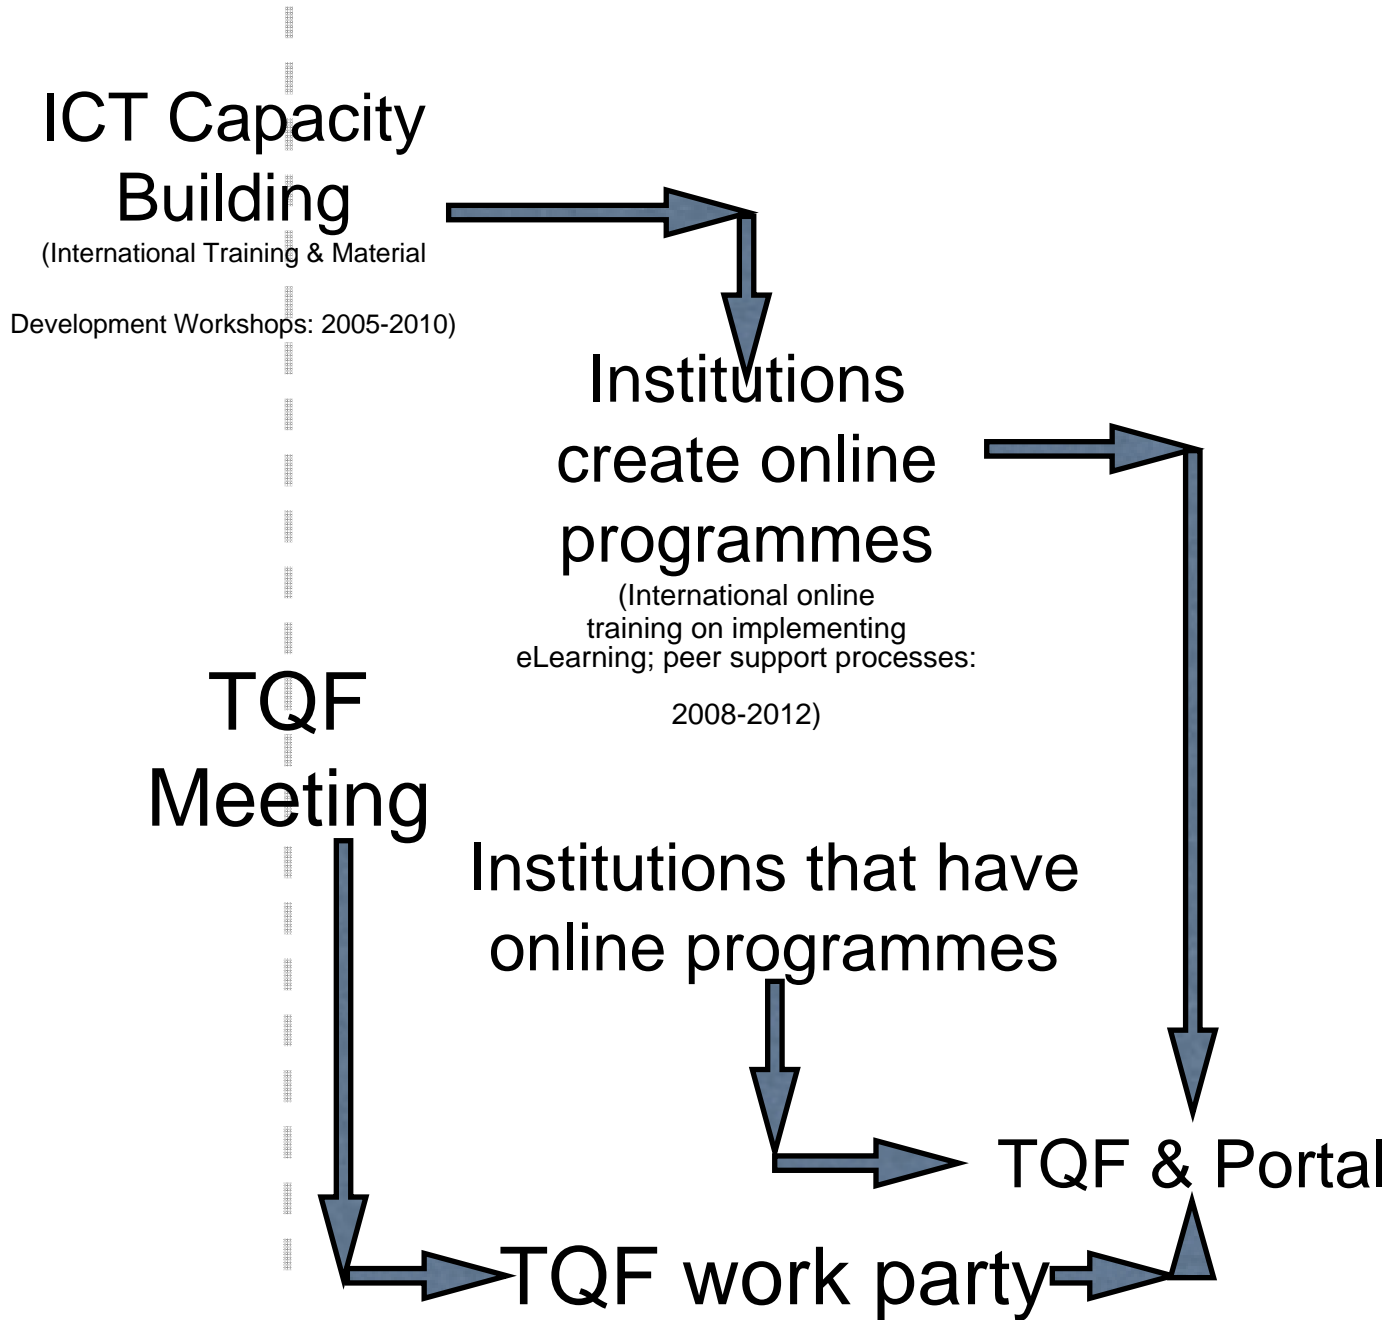 ICT Capacity
Building
(International Training & Material
Development Workshops: 2005-2010)
Institutions
create online
programmes
(International online
training on implementing
eLearning; peer support processes:
2008-2012)
TQF
Meeting
Institutions that have
online programmes
TQF & Portal
TQF work party